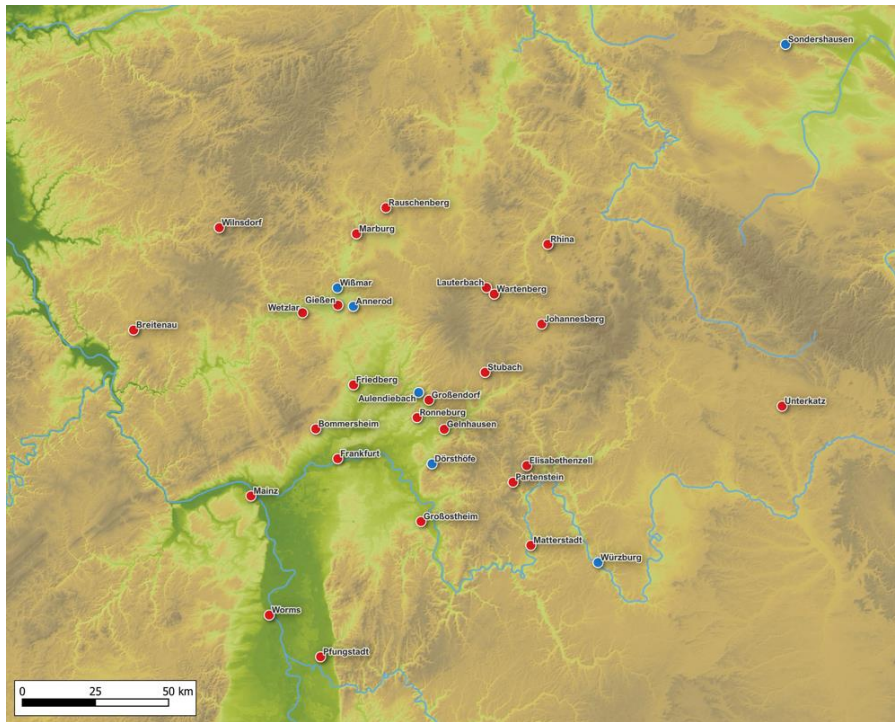 Sondershausen
Rauschenberg
Wilnsdorf
Marburg
Rhina
Wißmar
Lauterbach
Wartenberg
Gießen
Annerod
Wetzlar
Johannesberg
Breitenau
Stubach
Friedberg
Aulendiebach
Großendorf
Unterkatz
Ronneburg
Bommersheim
Gelnhausen
Frankfurt
Dörsthöfe
Elisabethenzell
Partenstein
Mainz
Großostheim
Matterstadt
Würzburg
Worms
Pfungstadt
0 25 50 km